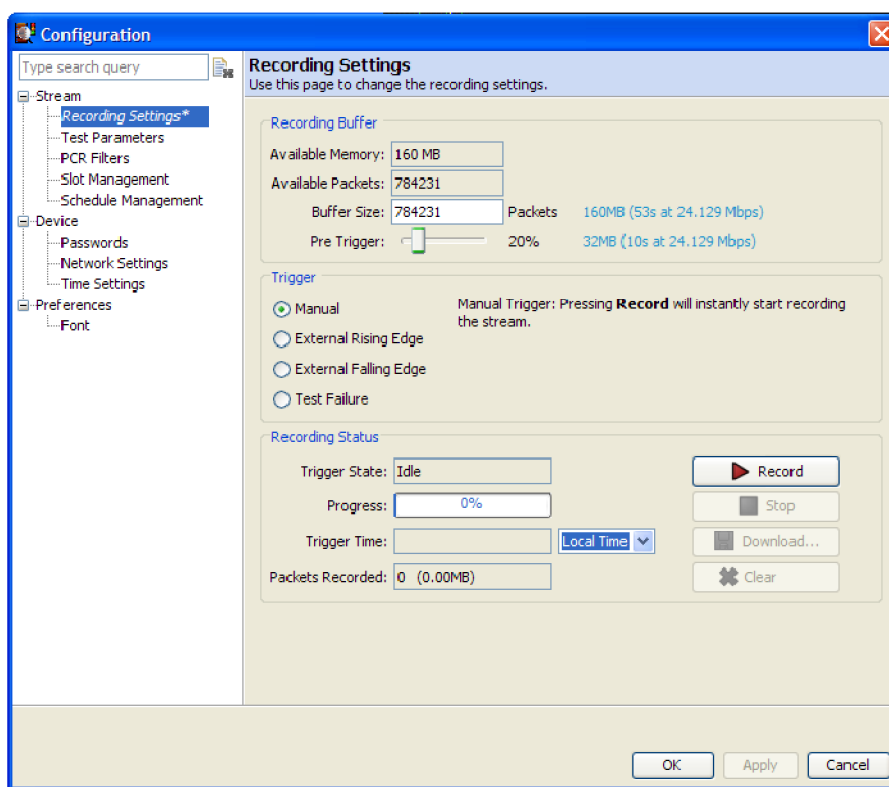 Configuration
Type search query
Stream
Recording Settings*
Test Parameters
PCR Filters
Slot Management
Schedule Management
Device
Passwords
Network Settings
Time Settings
Preferences
Font
Recording Settings
Use this page to change the recording settings.
Recording Buffer
Available Memory: 160 MB
Available Packets: 784231
Buffer Size: 784231 Packets 160MB (53s at 24.129 Mbps)
Pre Trigger: 20% 32MB (10s at 24.129 Mbps)
Trigger
Manual
External Rising Edge
External Falling Edge
Test Failure
Manual Trigger: Pressing Record will instantly start recording
the stream.
Recording Status
Trigger State: Idle
Progress: 0%
Trigger Time: Local Time
Packets Recorded: 0 (0.00MB)
Record
Stop
Download...
Clear
OK Apply Cancel